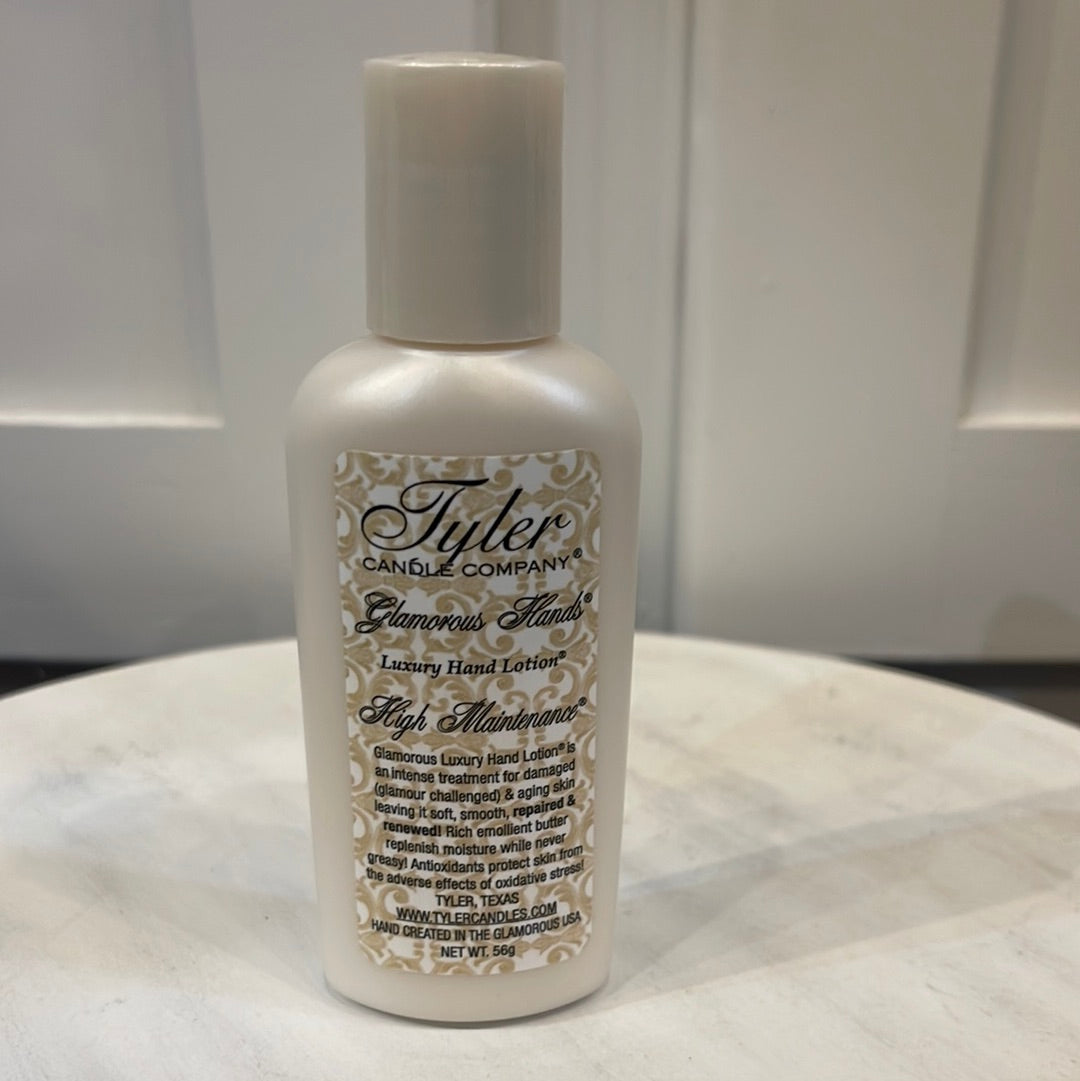 Tyler
CANDLE COMPANY®
Glamorous Hands®
Luxury Hand Lotion®
High Maintenance®
Glamorous Luxury Hand Lotion® is
an intense treatment for damaged
(glamour challenged) & aging skin
leaving it soft, smooth, repaired &
renewed! Rich emollient butter
replenish moisture while never
greasy! Antioxidants protect skin from
the adverse effects of oxidative stress!
TYLER, TEXAS
WWW.TYLERCANDLES.COM
HAND CREATED IN THE GLAMOROUS USA
NET WT. 56g